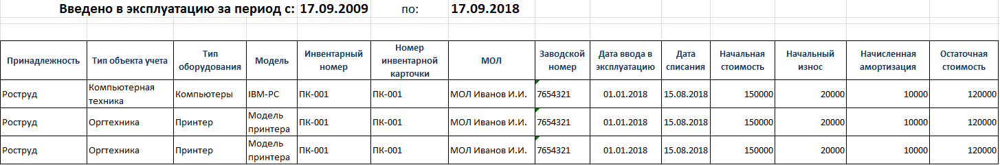 Введено в эксплуатацию за период с: 17.09.2009 по: 17.09.2018
Принадлежность Тип объекта учета Тип оборудования Модель Инвентарный номер Номер инвентарной карточки МОЛ Заводской номер Дата ввода в эксплуатацию Дата списания Начальная стоимость Начальный износ Начисленная амортизация Остаточная стоимость
Роструд Компьютерная техника Компьютеры IBM-PC ПК-001 ПК-001 МОЛ Иванов И.И. 7654321 01.01.2018 15.08.2018 150000 20000 10000 120000
Роструд Оргтехника Принтер Модель принтера ПК-001 ПК-001 МОЛ Иванов И.И. 7654321 01.01.2018 15.08.2018 150000 20000 10000 120000
Роструд Оргтехника Принтер Модель принтера ПК-001 ПК-001 МОЛ Иванов И.И. 7654321 01.01.2018 15.08.2018 150000 20000 10000 120000